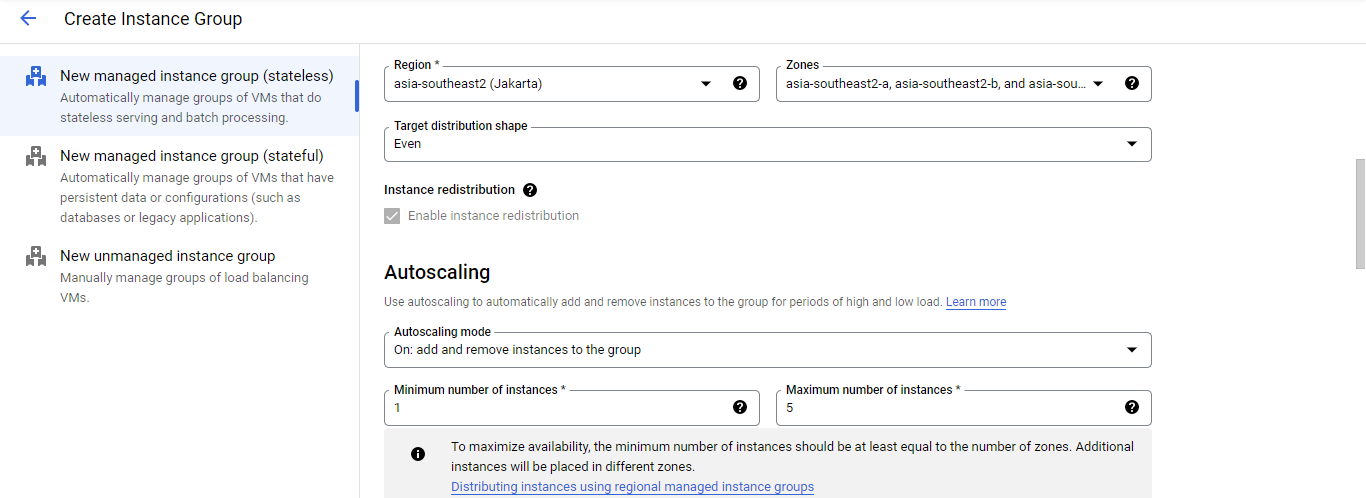 Create Instance Group
New managed instance group (stateless)
Automatically manage groups of VMs that do
stateless serving and batch processing.
New managed instance group (stateful)
Automatically manage groups of VMs that have
persistent data or configurations (such as
databases or legacy applications).
New unmanaged instance group
Manually manage groups of load balancing
VMs.
Region *
asia-southeast2 (Jakarta)
Zones
asia-southeast2-a, asia-southeast2-b, and asia-sou...
Target distribution shape
Even
Instance redistribution
Enable instance redistribution
Autoscaling
Use autoscaling to automatically add and remove instances to the group for periods of high and low load. Learn more
Autoscaling mode
On: add and remove instances to the group
Minimum number of instances *
1
Maximum number of instances *
5
To maximize availability, the minimum number of instances should be at least equal to the number of zones. Additional
instances will be placed in different zones.
Distributing instances using regional managed instance groups